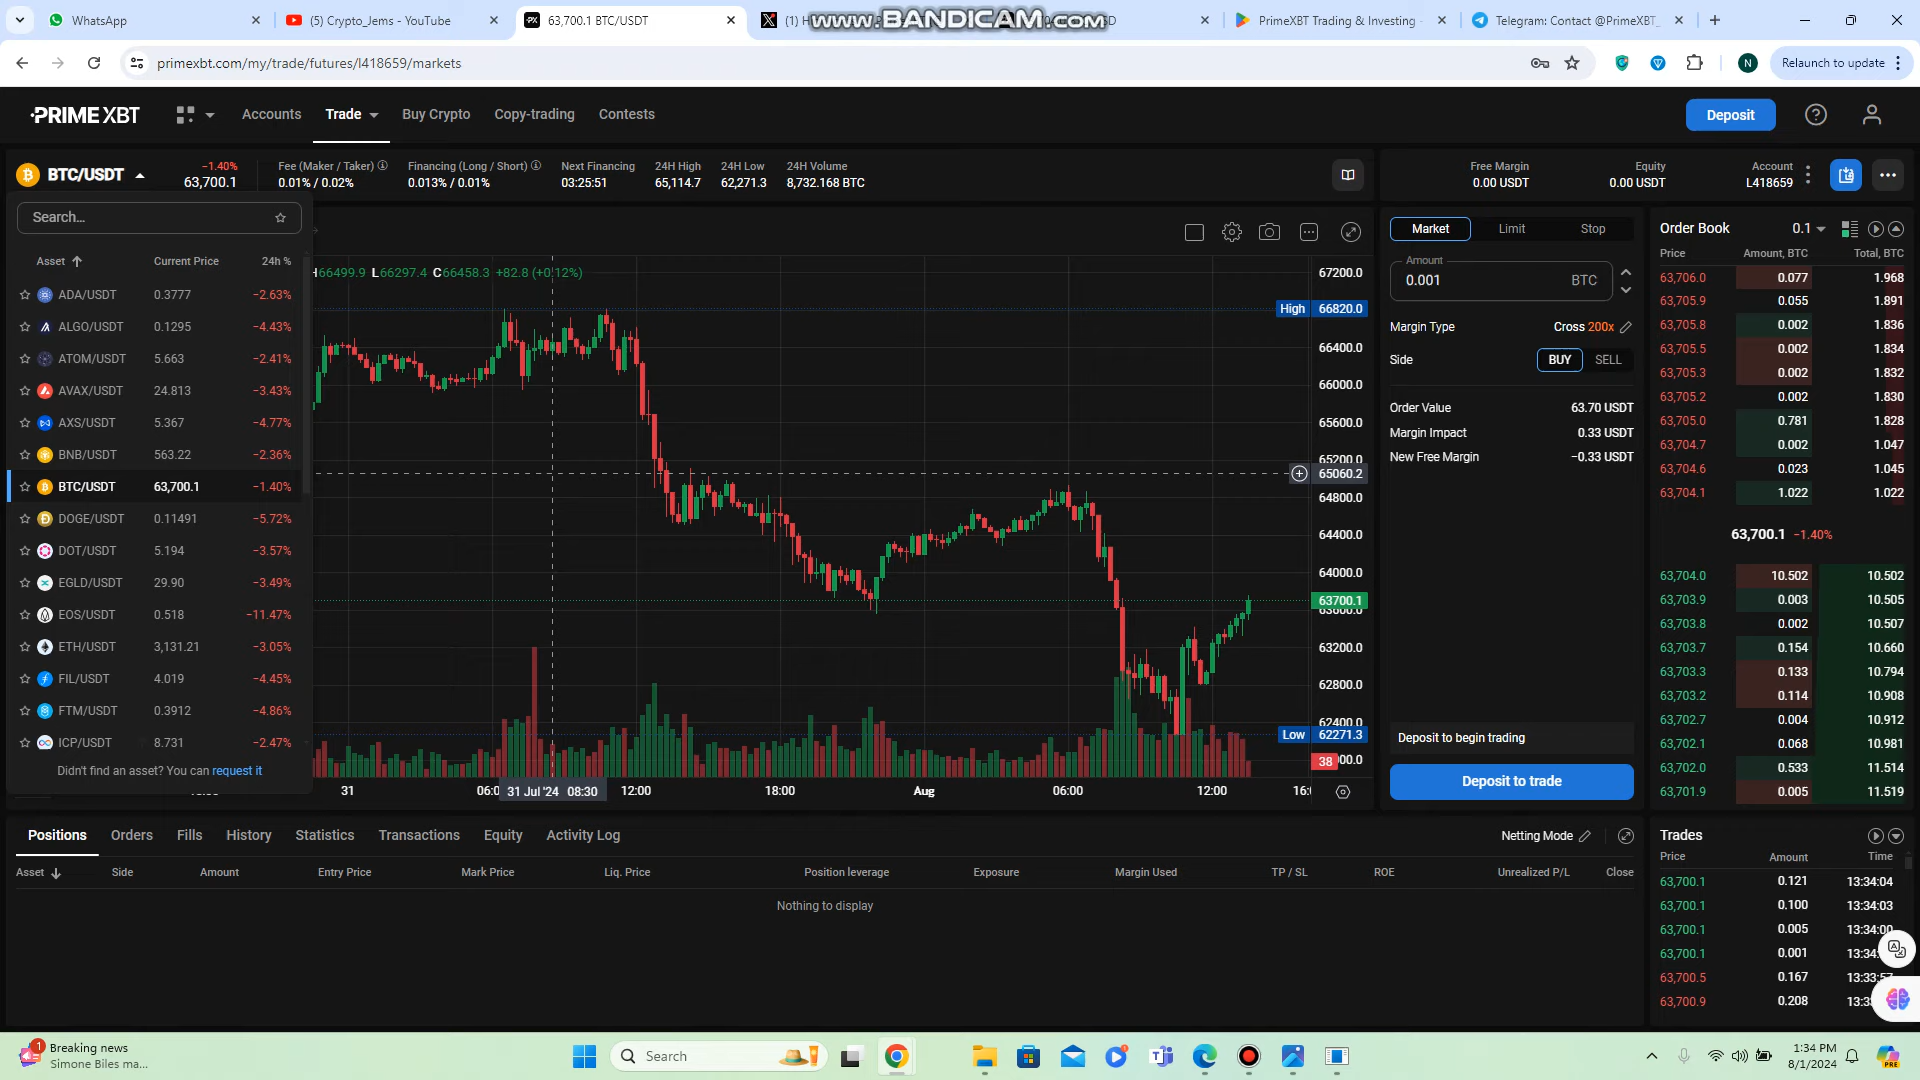 WhatsApp
(5) Crypto_Jems - YouTube
63,700.1 BTC/USDT
www.BANDICAM.com
PrimeXBT Trading & Investing
Telegram: Contact @PrimeXBT_
primexbt.com/my/trade/futures/l418659/markets
N
Relaunch to update
PRIME XBT
Accounts
Trade
Buy Crypto
Copy-trading
Contests
Deposit
BTC/USDT
−1.40%
63,700.1
Fee (Maker / Taker)
0.01% / 0.02%
Financing (Long / Short)
0.013% / 0.01%
Next Financing
03:25:51
24H High
65,114.7
24H Low
62,271.3
24H Volume
8,732.168 BTC
Free Margin
0.00 USDT
Equity
0.00 USDT
Account
L418659
Search...
Asset Current Price 24h %
ADA/USDT 0.3777 −2.63%
ALGO/USDT 0.1295 −4.43%
ATOM/USDT 5.663 −2.41%
AVAX/USDT 24.813 −3.43%
AXS/USDT 5.367 −4.77%
BNB/USDT 563.22 −2.36%
BTC/USDT 63,700.1 −1.40%
DOGE/USDT 0.11491 −5.72%
DOT/USDT 5.194 −3.57%
EGLD/USDT 29.90 −3.49%
EOS/USDT 0.518 −11.47%
ETH/USDT 3,131.21 −3.05%
FIL/USDT 4.019 −4.45%
FTM/USDT 0.3912 −4.86%
ICP/USDT 8.731 −2.47%
Didn't find an asset? You can request it
H66499.9 L66297.4 C66458.3 +82.8 (+0.12%)
67200.0
High 66820.0
66400.0
66000.0
65600.0
65200.0
65060.2
64800.0
64400.0
64000.0
63700.1
63600.0
63200.0
62800.0
62400.0
Low 62271.3
38
31
31 Jul '24 08:30
12:00
18:00
Aug
06:00
12:00
Market
Limit
Stop
Amount
0.001 BTC
Margin Type Cross 200x
Side BUY SELL
Order Value 63.70 USDT
Margin Impact 0.33 USDT
New Free Margin −0.33 USDT
Deposit to begin trading
Deposit to trade
Order Book 0.1
Price Amount, BTC Total, BTC
63,706.0 0.077 1.968
63,705.9 0.055 1.891
63,705.8 0.002 1.836
63,705.5 0.002 1.834
63,705.3 0.002 1.832
63,705.2 0.002 1.830
63,705.0 0.781 1.828
63,704.7 0.002 1.047
63,704.6 0.023 1.045
63,704.1 1.022 1.022
63,700.1 −1.40%
63,704.0 10.502 10.502
63,703.9 0.003 10.505
63,703.8 0.002 10.507
63,703.7 0.154 10.660
63,703.3 0.133 10.794
63,703.2 0.114 10.908
63,702.7 0.004 10.912
63,702.1 0.068 10.981
63,702.0 0.533 11.514
63,701.9 0.005 11.519
Positions
Orders
Fills
History
Statistics
Transactions
Equity
Activity Log
Netting Mode
Asset Side Amount Entry Price Mark Price Liq. Price Position leverage Exposure Margin Used TP / SL ROE Unrealized P/L Close
Nothing to display
Trades
Price Amount Time
63,700.1 0.121 13:34:04
63,700.1 0.100 13:34:03
63,700.1 0.005 13:34:00
63,700.1 0.001 13:34:
63,700.5 0.167 13:33:57
63,700.9 0.208 13:33
1
Breaking news
Simone Biles ma...
Search
1:34 PM
8/1/2024